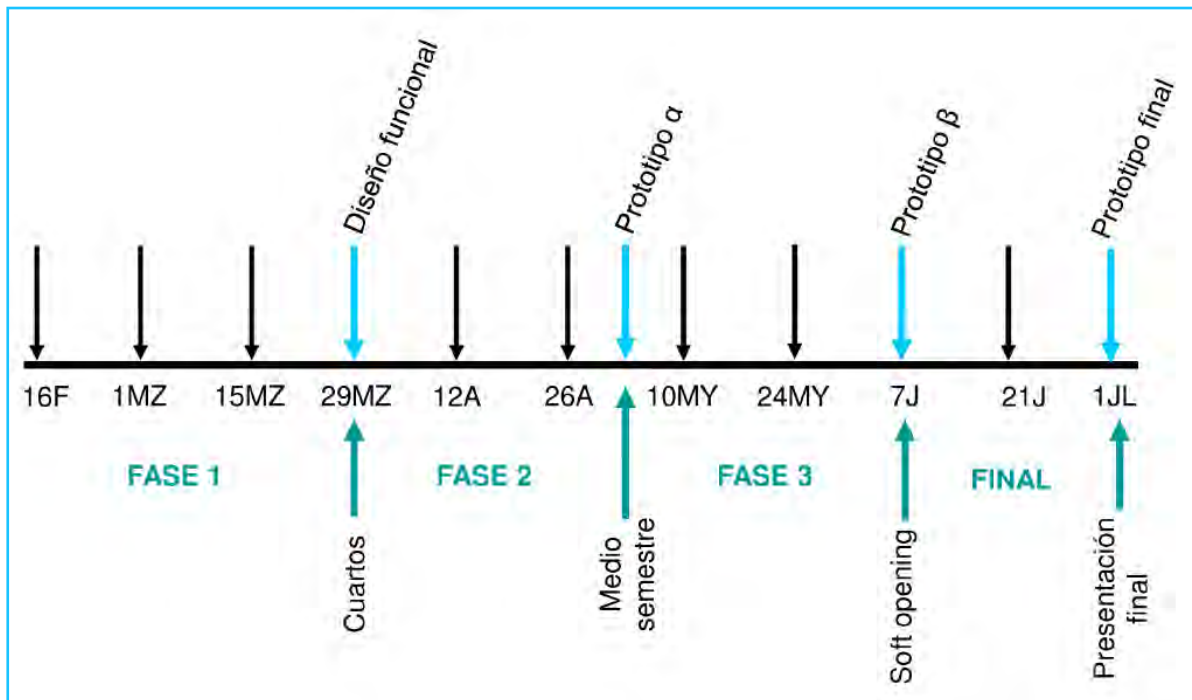 Diseño funcional
Prototipo α
Prototipo β
Prototipo final
16F
1MZ
15MZ
29MZ
12A
26A
10MY
24MY
7J
21J
1JL
FASE 1
FASE 2
FASE 3
FINAL
Cuartos
Medio
semestre
Soft opening
Presentación
final